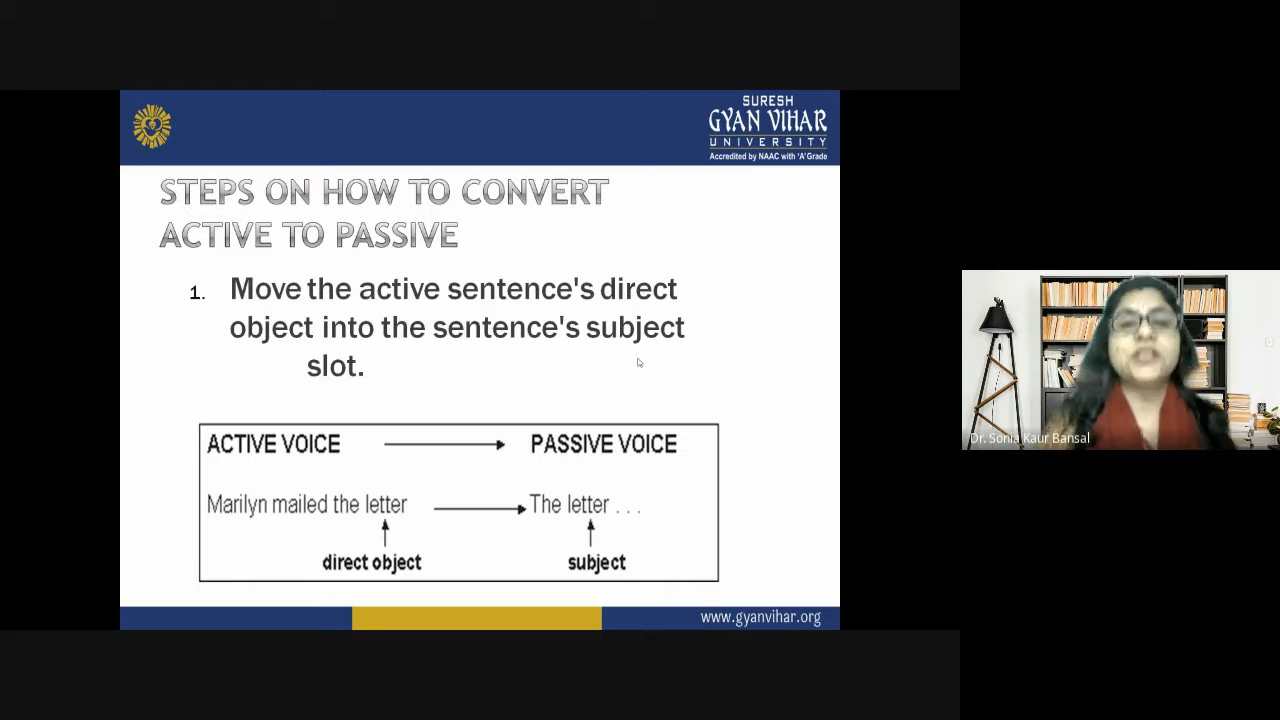 SURESH
GYAN VIHAR
UNIVERSITY
Accredited by NAAC with 'A' Grade
STEPS ON HOW TO CONVERT
ACTIVE TO PASSIVE
1. Move the active sentence's direct
object into the sentence's subject
slot.
ACTIVE VOICE PASSIVE VOICE
Marilyn mailed the letter The letter . . .
direct object subject
www.gyanvihar.org
Dr. Sonia Kaur Bansal